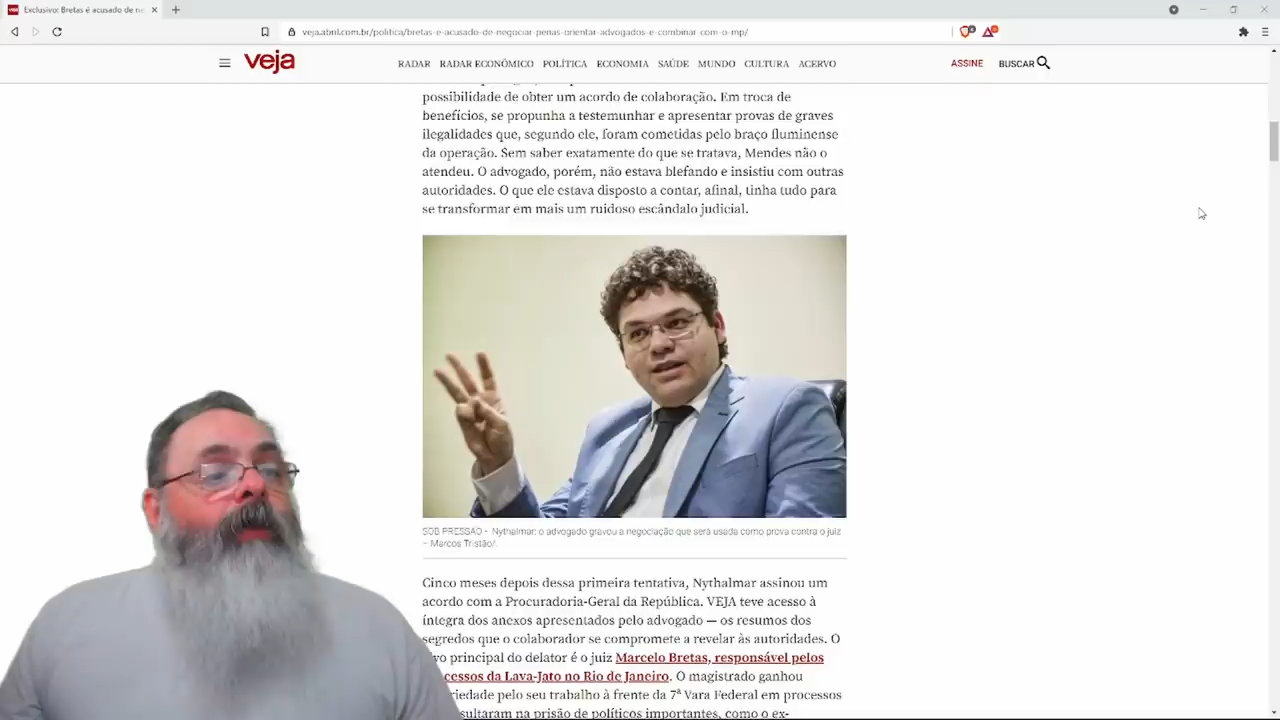 Exclusivo: Bretas é acusado de ne
veja.abril.com.br/politica/bretas-e-acusado-de-negociar-penas-orientar-advogados-e-combinar-com-o-mp/
veja
RADAR RADAR ECONÔMICO POLÍTICA ECONOMIA SAÚDE MUNDO CULTURA ACERVO
ASSINE BUSCAR
possibilidade de obter um acordo de colaboração. Em troca de
benefícios, se propunha a testemunhar e apresentar provas de graves
ilegalidades que, segundo ele, foram cometidas pelo braço fluminense
da operação. Sem saber exatamente do que se tratava, Mendes não o
atendeu. O advogado, porém, não estava blefando e insistiu com outras
autoridades. O que ele estava disposto a contar, afinal, tinha tudo para
se transformar em mais um ruidoso escândalo judicial.
SOB PRESSÃO - Nythalmar: o advogado gravou a negociação que será usada como prova contra o juiz
– Marcos Tristão/.
Cinco meses depois dessa primeira tentativa, Nythalmar assinou um
acordo com a Procuradoria-Geral da República. VEJA teve acesso à
íntegra dos anexos apresentados pelo advogado — os resumos dos
segredos que o colaborador se compromete a revelar às autoridades. O
vo principal do delator é o juiz Marcelo Bretas, responsável pelos
cessos da Lava-Jato no Rio de Janeiro. O magistrado ganhou
riedade pelo seu trabalho à frente da 7ª Vara Federal em processos
sultaram na prisão de políticos importantes, como o ex-